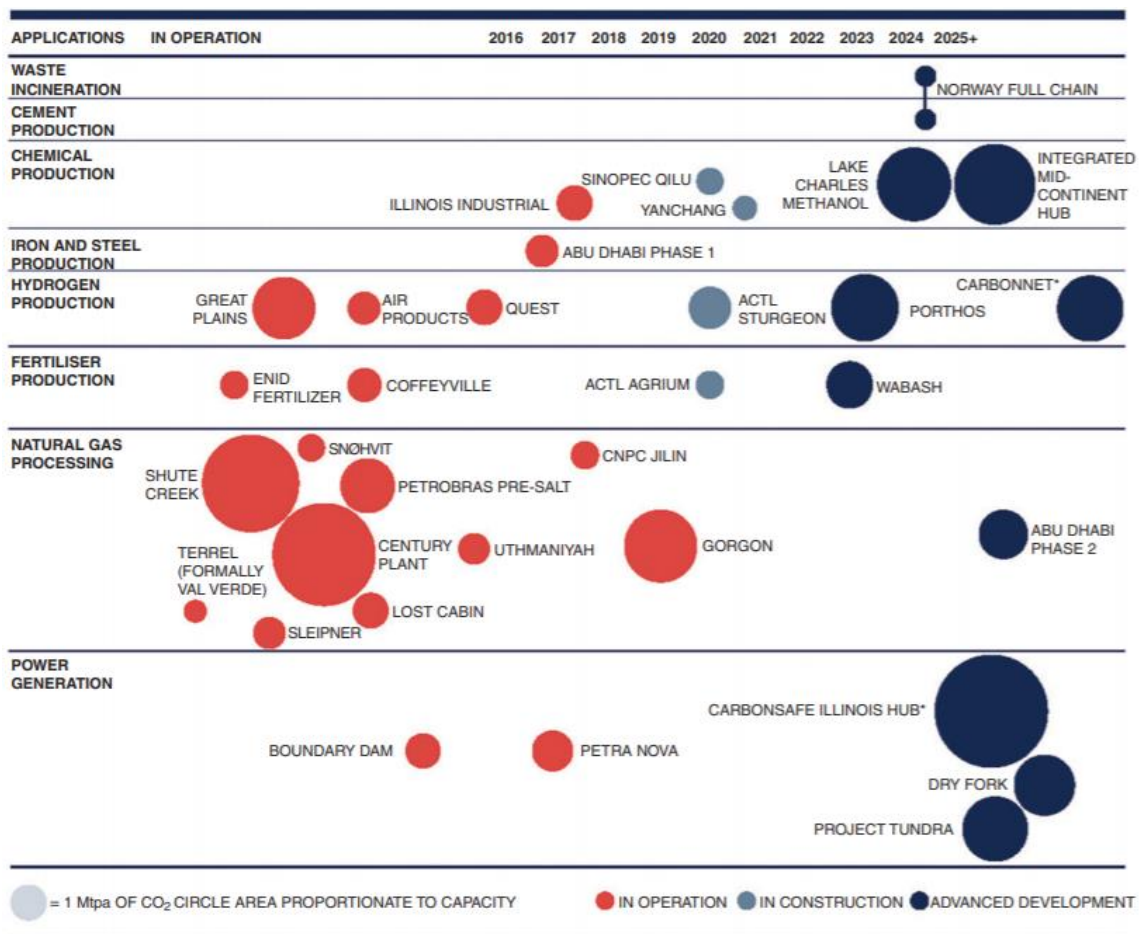 APPLICATIONS IN OPERATION 2016 2017 2018 2019 2020 2021 2022 2023 2024 2025+
WASTE
INCINERATION
NORWAY FULL CHAIN
CEMENT
PRODUCTION
CHEMICAL
PRODUCTION
ILLINOIS INDUSTRIAL
SINOPEC QILU
YANCHANG
LAKE
CHARLES
METHANOL
INTEGRATED
MID-
CONTINENT
HUB
IRON AND STEEL
PRODUCTION
ABU DHABI PHASE 1
HYDROGEN
PRODUCTION
GREAT
PLAINS
AIR
PRODUCTS
QUEST
ACTL
STURGEON
PORTHOS
CARBONNET*
FERTILISER
PRODUCTION
ENID
FERTILIZER
COFFEYVILLE
ACTL AGRIUM
WABASH
NATURAL GAS
PROCESSING
SNØHVIT
SHUTE
CREEK
PETROBRAS PRE-SALT
CNPC JILIN
TERREL
(FORMALLY
VAL VERDE)
CENTURY
PLANT
UTHMANIYAH
GORGON
ABU DHABI
PHASE 2
LOST CABIN
SLEIPNER
POWER
GENERATION
CARBONSAFE ILLINOIS HUB*
BOUNDARY DAM
PETRA NOVA
DRY FORK
PROJECT TUNDRA
= 1 Mtpa OF CO₂ CIRCLE AREA PROPORTIONATE TO CAPACITY
IN OPERATION IN CONSTRUCTION ADVANCED DEVELOPMENT